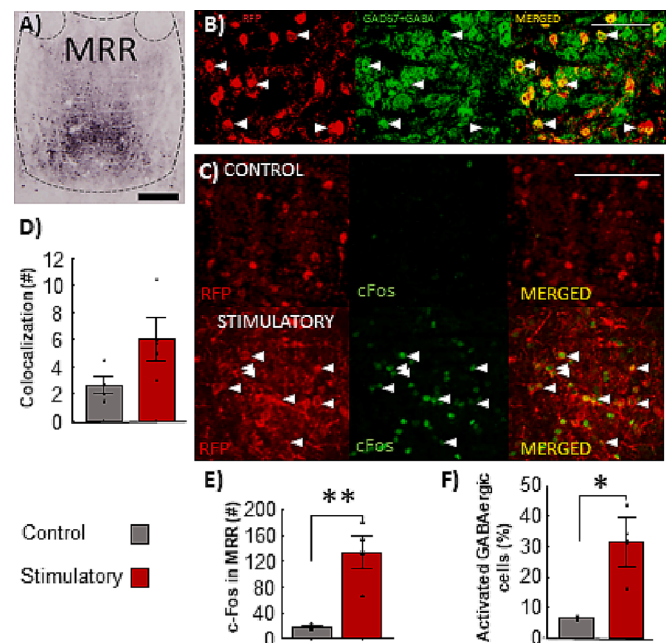 A)
MRR
B)
RFP
GAD67+GABA
MERGED
C)
CONTROL
RFP
cFos
MERGED
STIMULATORY
RFP
cFos
MERGED
D)
Colocalization (#)
12
10
8
6
4
2
0
Control
Stimulatory
E)
**
c-Fos in MRR (#)
200
160
120
80
40
0
F)
*
Activated GABAergic
cells (%)
50
40
30
20
10
0